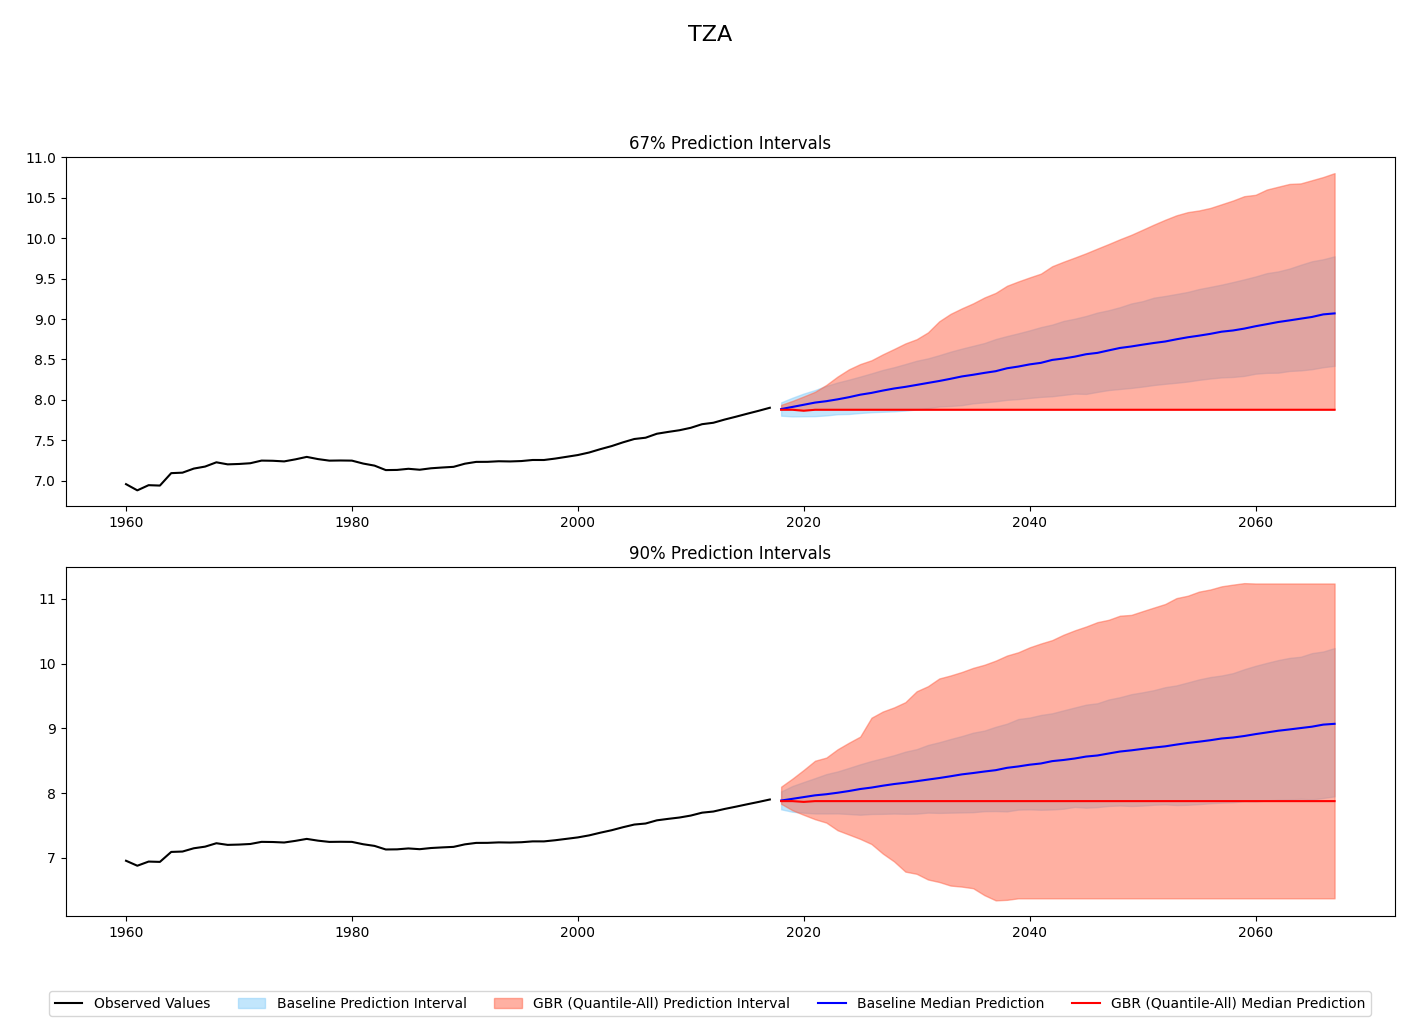 TZA
67% Prediction Intervals
11.0
10.5
10.0
9.5
9.0
8.5
8.0
7.5
7.0
1960 1980 2000 2020 2040 2060
90% Prediction Intervals
11
10
9
8
7
1960 1980 2000 2020 2040 2060
Observed Values Baseline Prediction Interval GBR (Quantile-All) Prediction Interval Baseline Median Prediction GBR (Quantile-All) Median Prediction